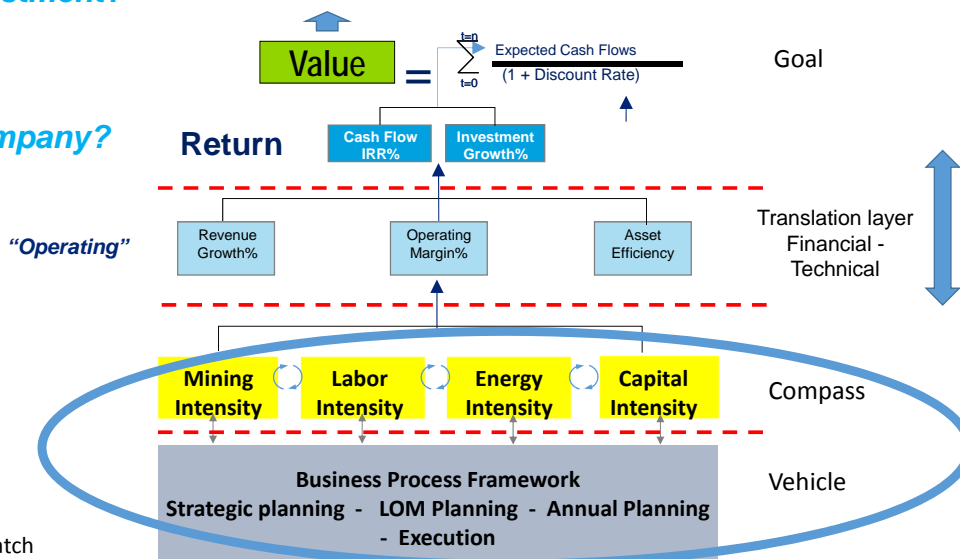 stment?
t=n
Value = ∑ Expected Cash Flows
t=0 (1 + Discount Rate)
Goal
mpany?
Return
Cash Flow
IRR%
Investment
Growth%
"Operating"
Revenue
Growth%
Operating
Margin%
Asset
Efficiency
Translation layer
Financial -
Technical
Mining
Intensity
Labor
Intensity
Energy
Intensity
Capital
Intensity
Compass
Business Process Framework
Strategic planning - LOM Planning - Annual Planning
- Execution
Vehicle
atch